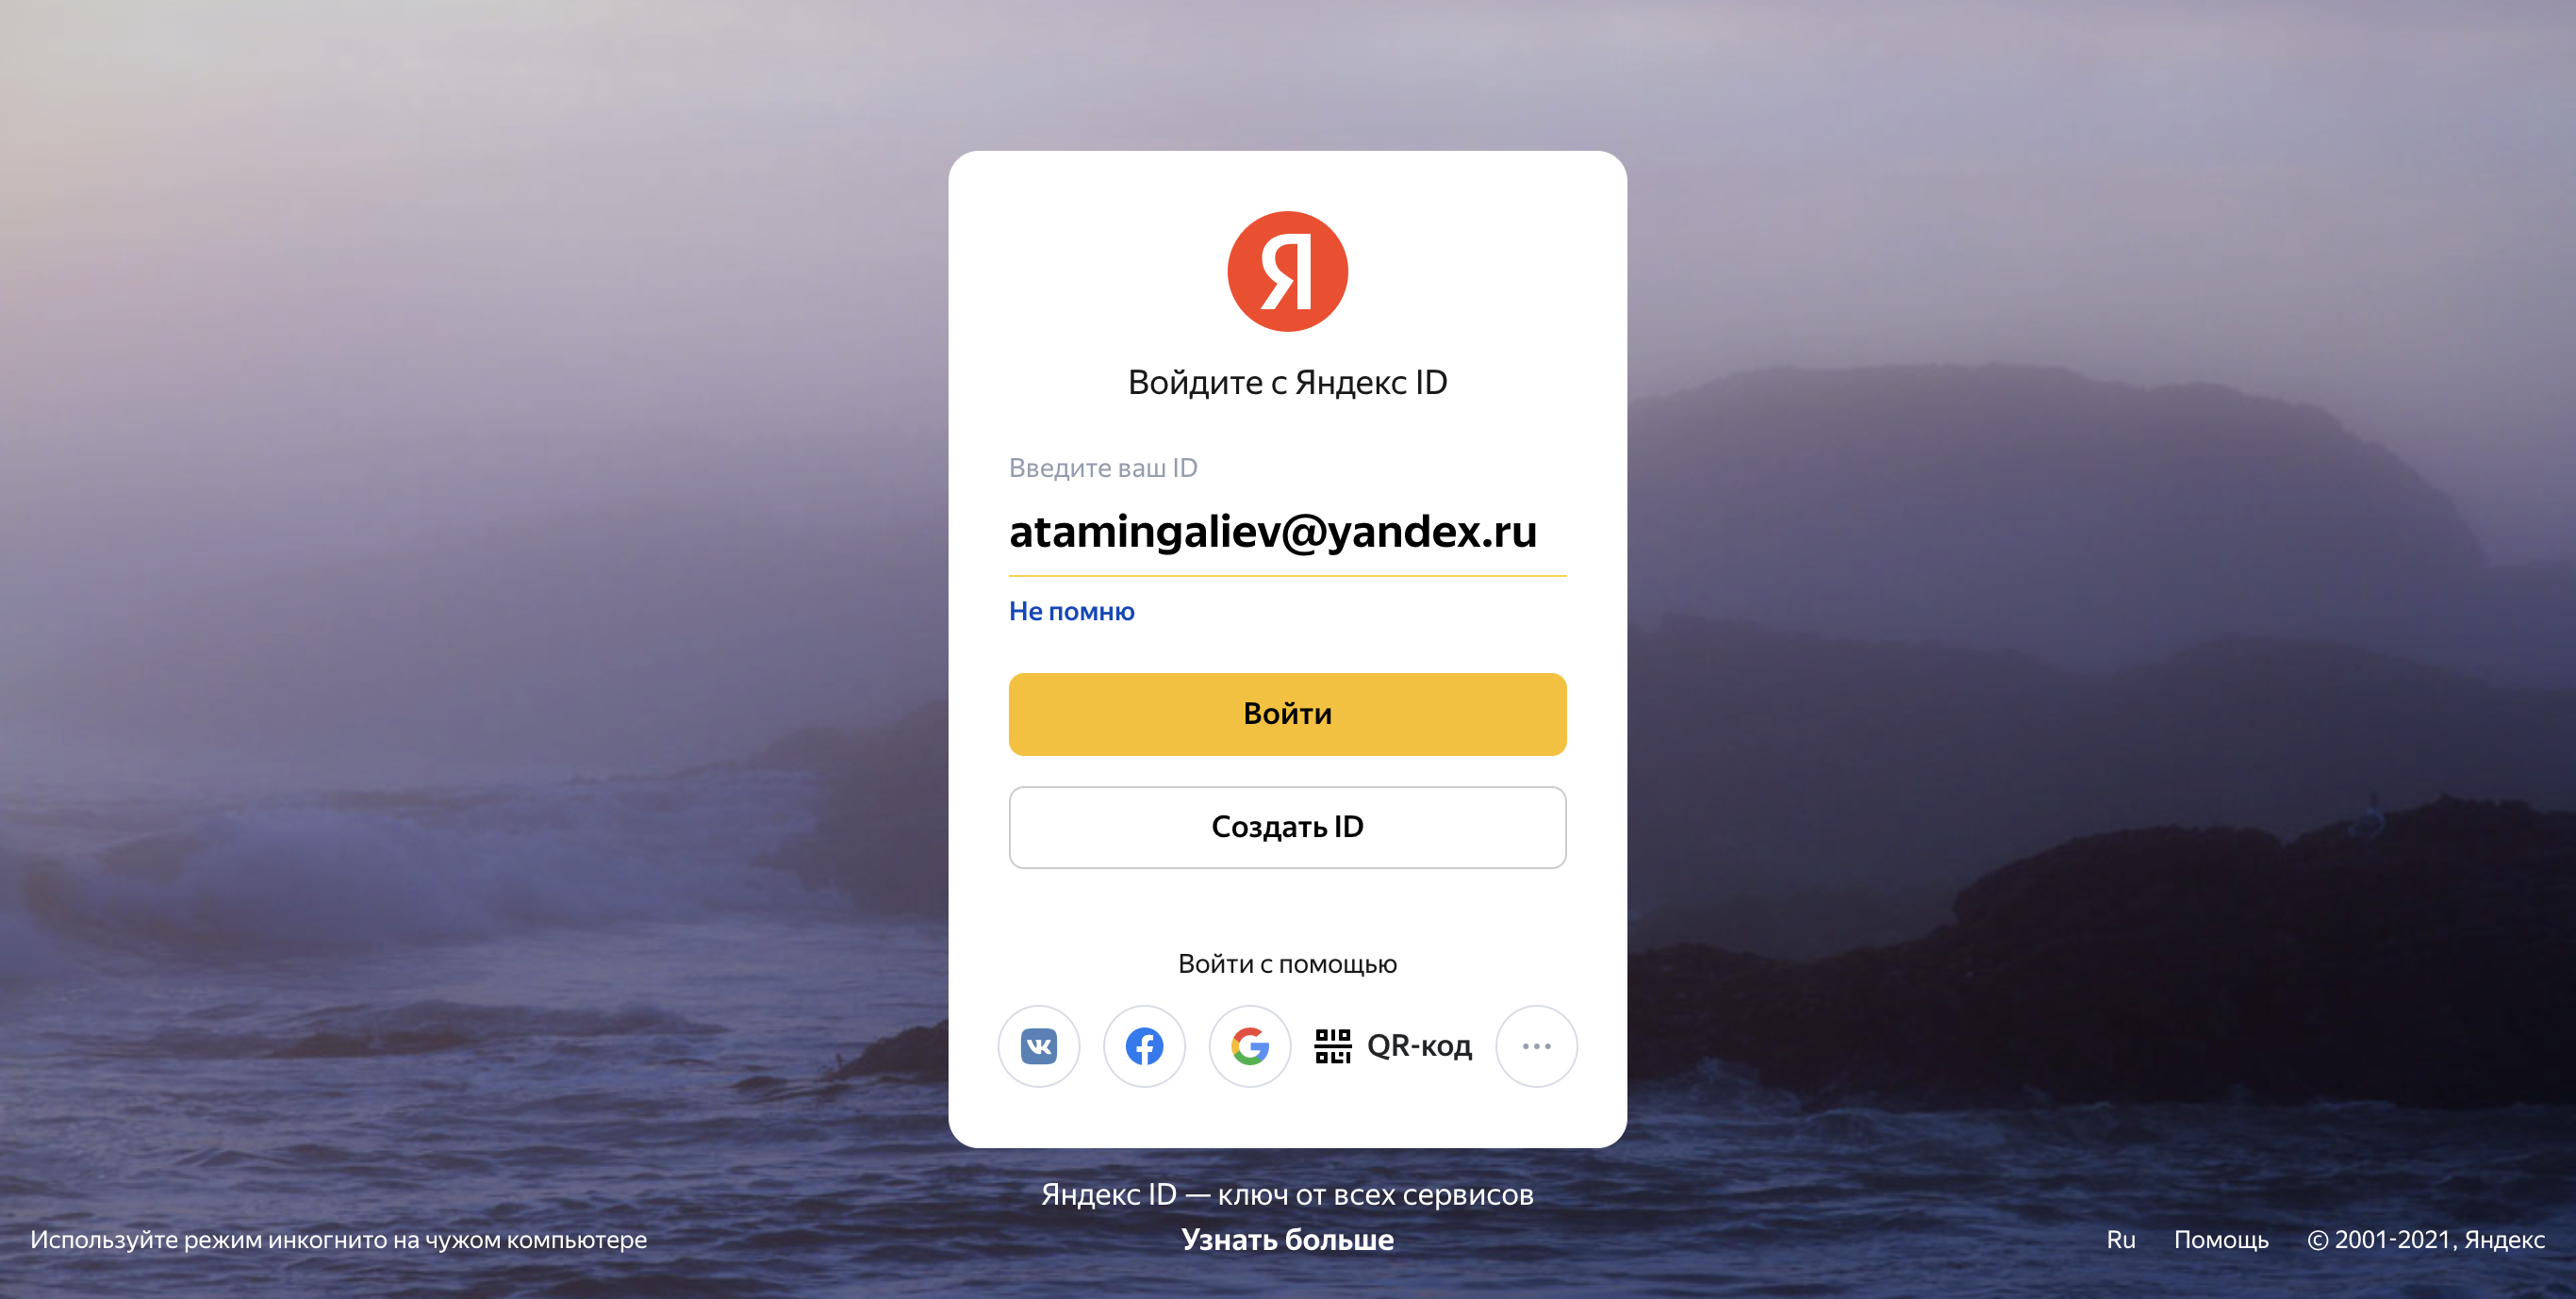 Я
Войдите с Яндекс ID
Введите ваш ID
atamingaliev@yandex.ru
Не помню
Войти
Создать ID
Войти с помощью
QR-код
Яндекс ID — ключ от всех сервисов
Узнать больше
Используйте режим инкогнито на чужом компьютере
Ru Помощь © 2001-2021, Яндекс